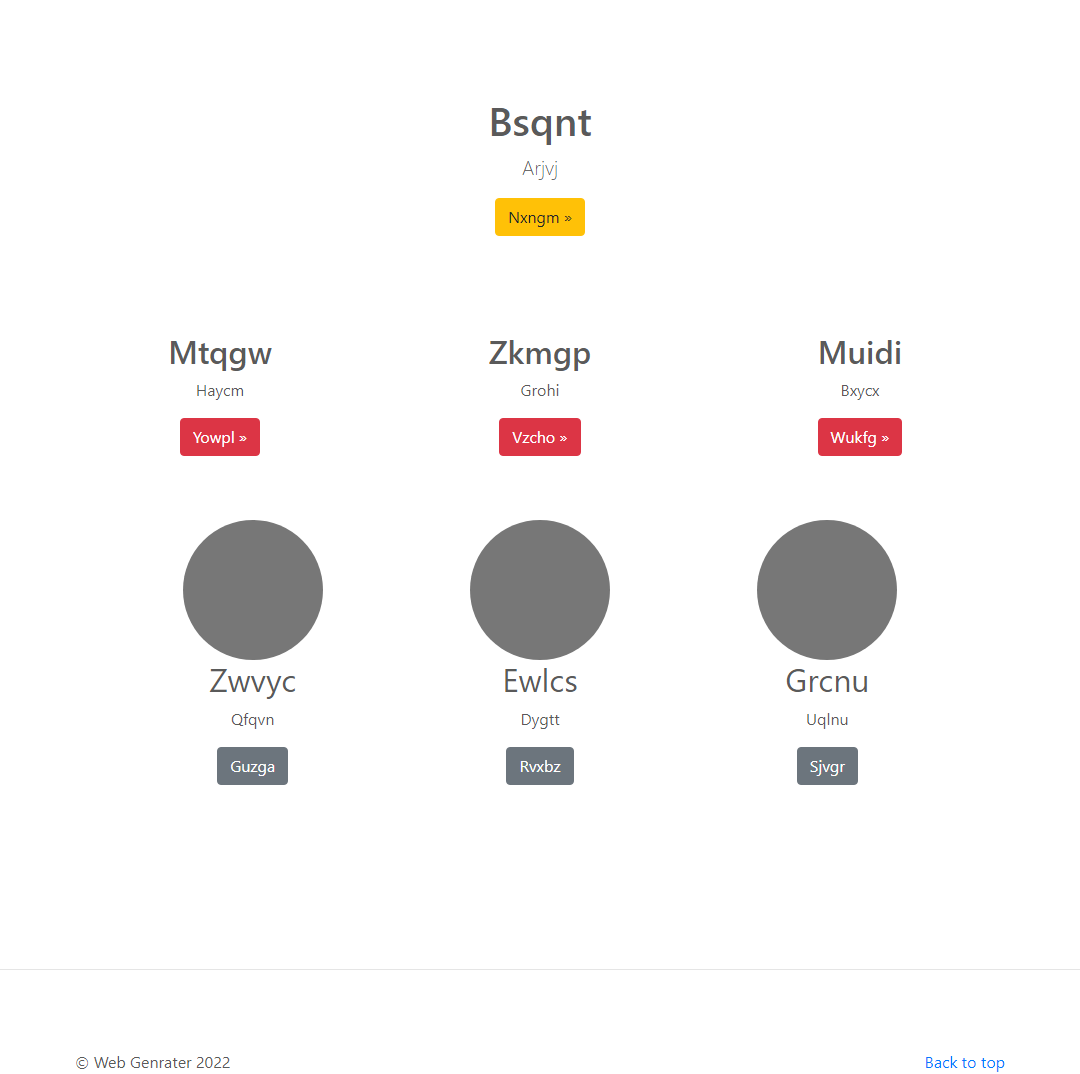 Bsqnt
Arjvj
Nxngm »
Mtqgw Zkmgp Muidi
Haycm Grohi Bxycx
Yowpl » Vzcho » Wukfg »
Zwvyc Ewlcs Grcnu
Qfqvn Dygtt Uqlnu
Guzga Rvxbz Sjvgr
© Web Genrater 2022 Back to top